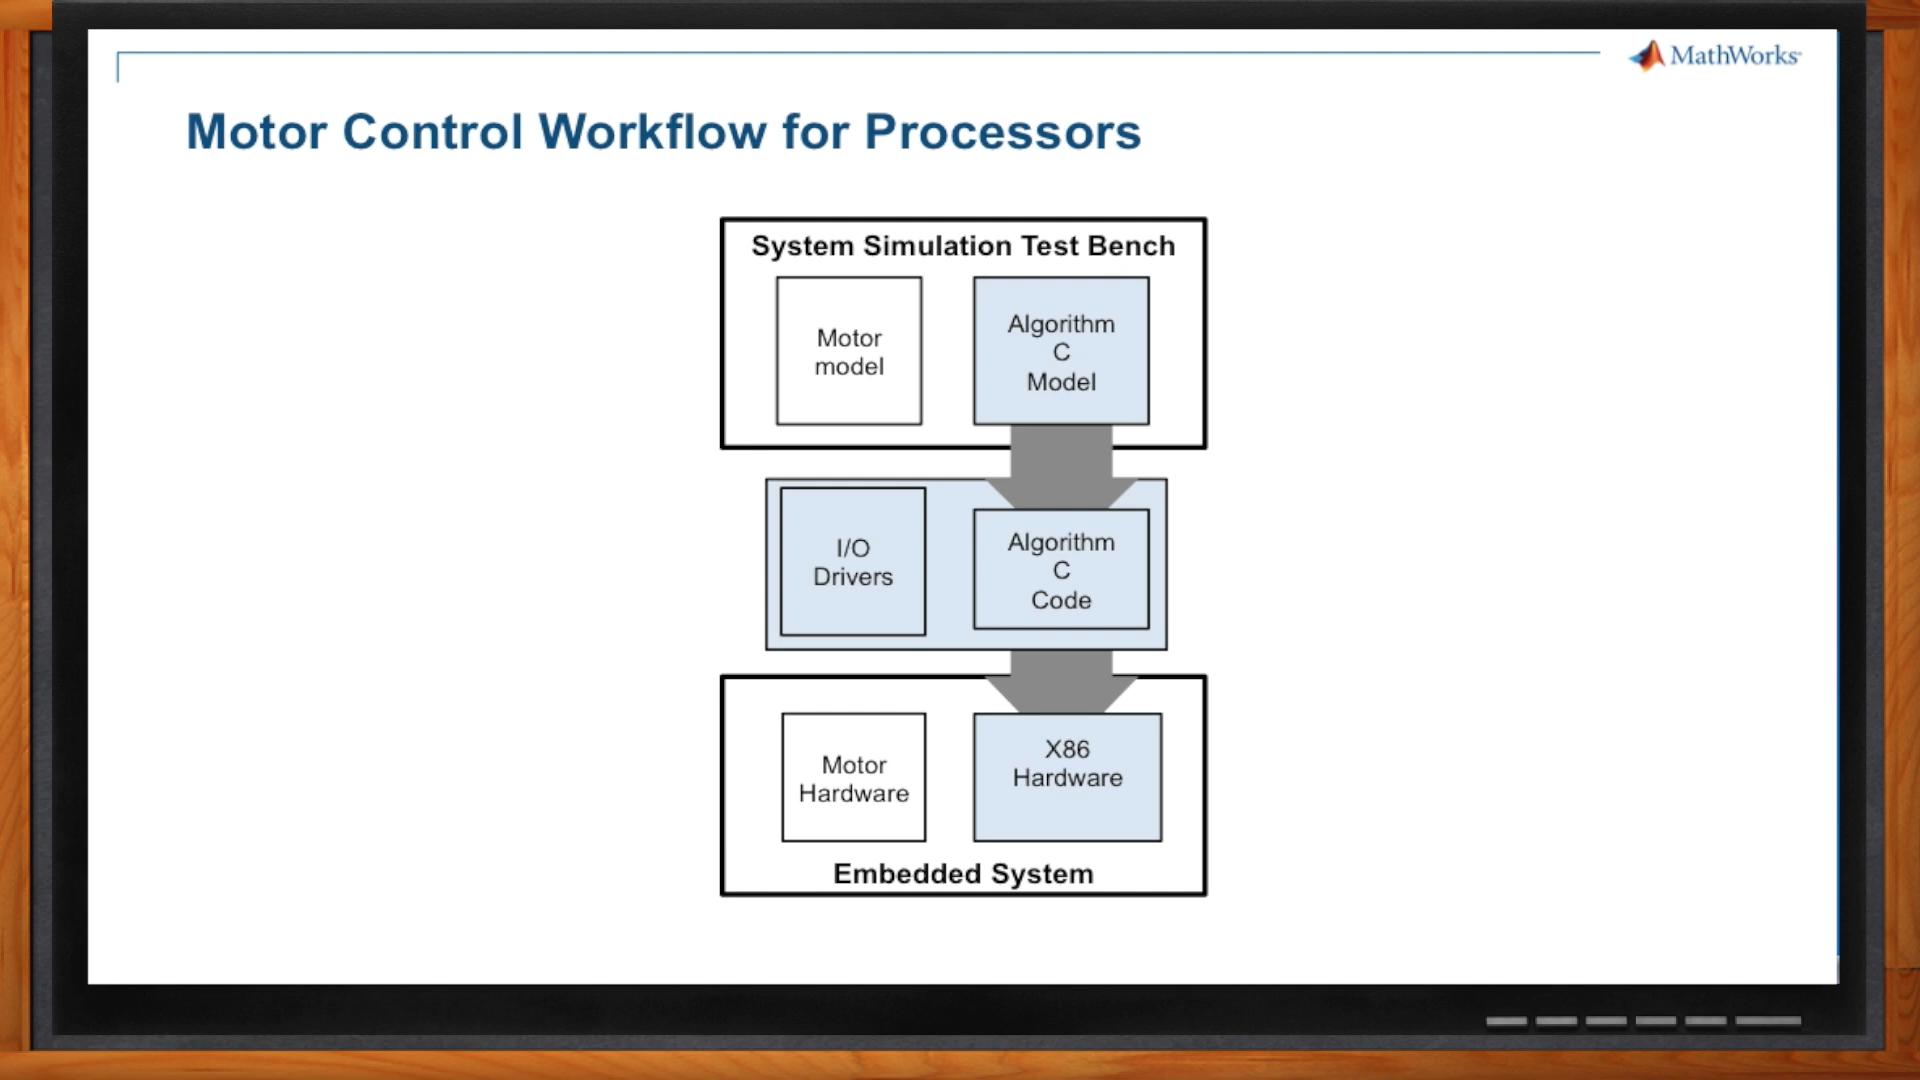 MathWorks
Motor Control Workflow for Processors
System Simulation Test Bench
Motor
model
Algorithm
C
Model
I/O
Drivers
Algorithm
C
Code
Motor
Hardware
X86
Hardware
Embedded System